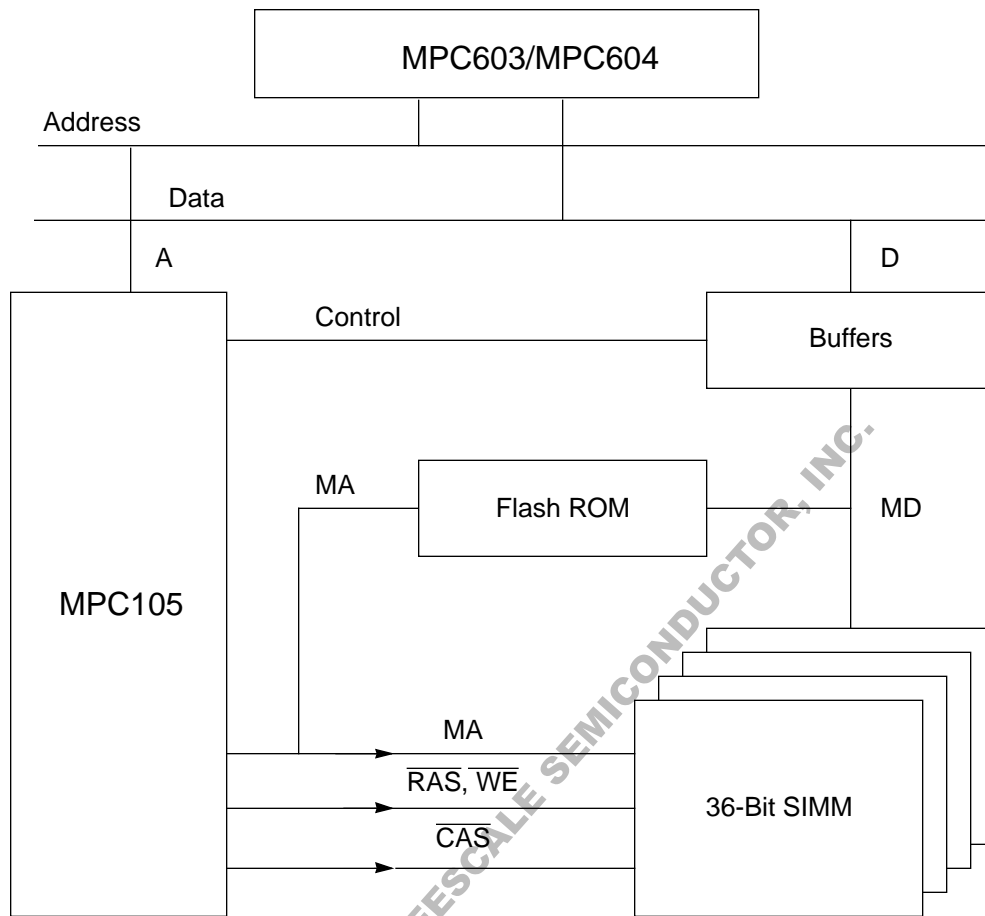 MPC603/MPC604
Address
Data
A
D
Control
Buffers
MA
Flash ROM
MD
MPC105
MA
RAS, WE
36-Bit SIMM
CAS
EESCALE SEMICONDUCTOR, INC.